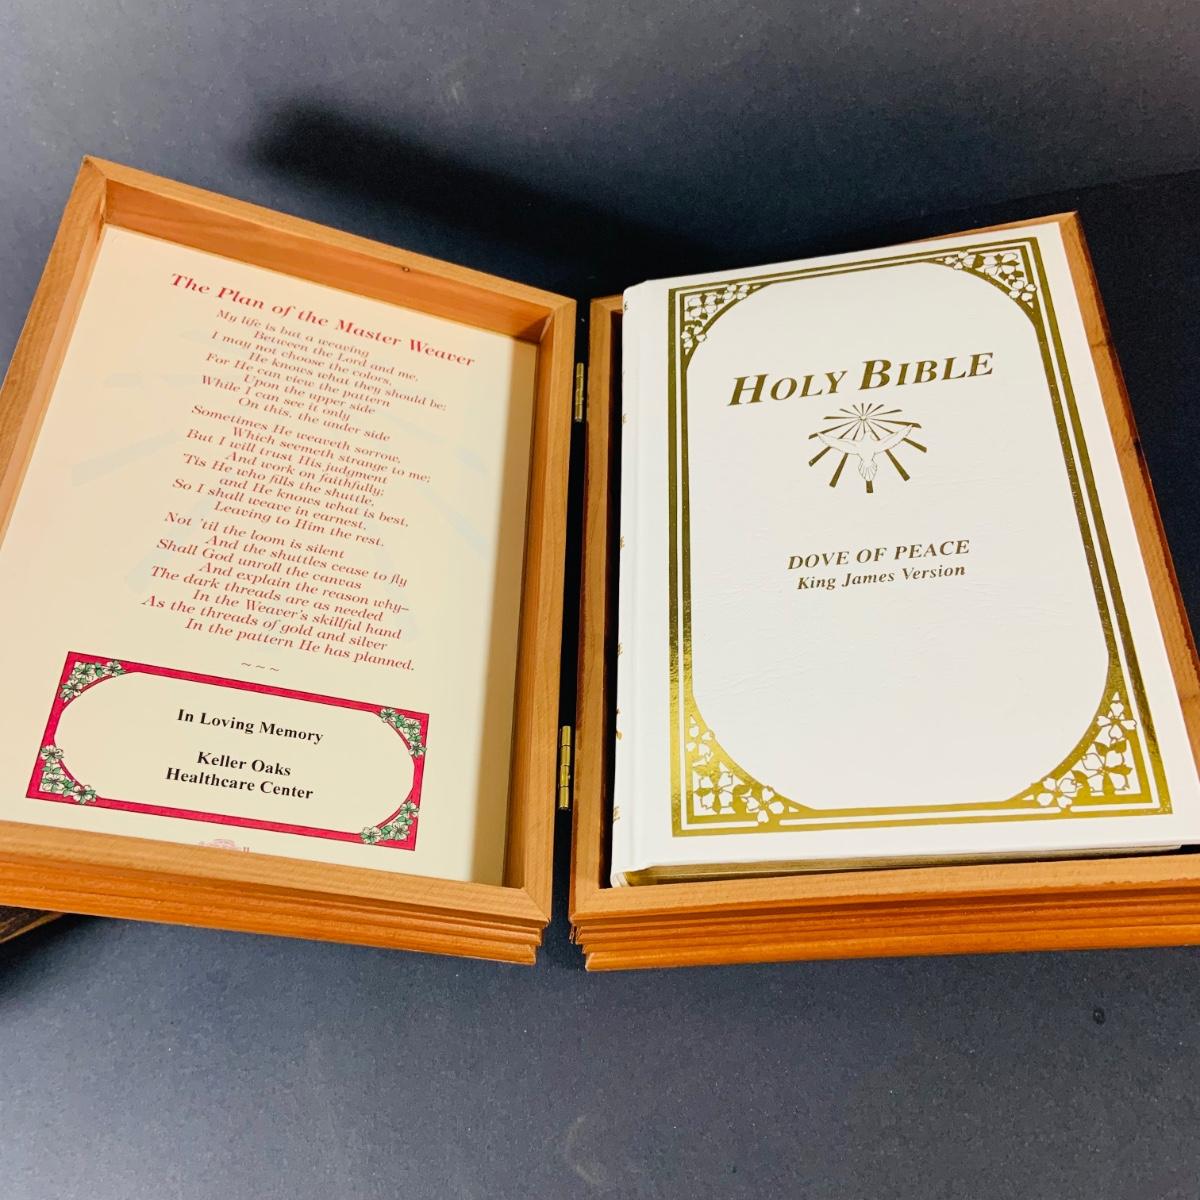 The Plan of the Master Weaver
My life is but a weaving
Between the Lord and me,
I may not choose the colors,
He knows what they should be;
For He can view the pattern
Upon the upper side
While I can see it only
On this, the under side
Sometimes He weaveth sorrow,
Which seemeth strange to me;
But I will trust His judgment
And work on faithfully;
'Tis He who fills the shuttle,
and He knows what is best,
So I shall weave in earnest,
Leaving to Him the rest.
Not 'til the loom is silent
And the shuttles cease to fly
Shall God unroll the canvas
And explain the reason why–
The dark threads are as needed
In the Weaver's skillful hand
As the threads of gold and silver
In the pattern He has planned.
~ ~ ~
In Loving Memory
Keller Oaks
Healthcare Center
HOLY BIBLE
DOVE OF PEACE
King James Version